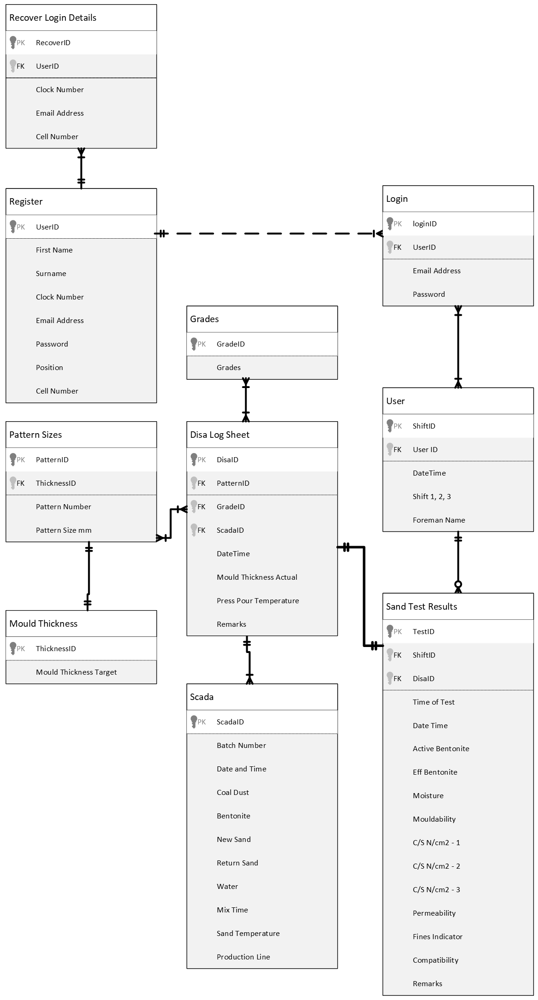 Recover Login Details
PK RecoverID
FK UserID
Clock Number
Email Address
Cell Number
Register
PK UserID
First Name
Surname
Clock Number
Email Address
Password
Position
Cell Number
Login
PK loginID
FK UserID
Email Address
Password
Grades
PK GradeID
Grades
User
PK ShiftID
FK User ID
DateTime
Shift 1, 2, 3
Foreman Name
Pattern Sizes
PK PatternID
FK ThicknessID
Pattern Number
Pattern Size mm
Disa Log Sheet
PK DisaID
FK PatternID
FK GradeID
FK ScadaID
DateTime
Mould Thickness Actual
Press Pour Temperature
Remarks
Mould Thickness
PK ThicknessID
Mould Thickness Target
Scada
PK ScadaID
Batch Number
Date and Time
Coal Dust
Bentonite
New Sand
Return Sand
Water
Mix Time
Sand Temperature
Production Line
Sand Test Results
PK TestID
FK ShiftID
FK DisaID
Time of Test
Date Time
Active Bentonite
Eff Bentonite
Moisture
Mouldability
C/S N/cm2 - 1
C/S N/cm2 - 2
C/S N/cm2 - 3
Permeability
Fines Indicator
Compatibility
Remarks